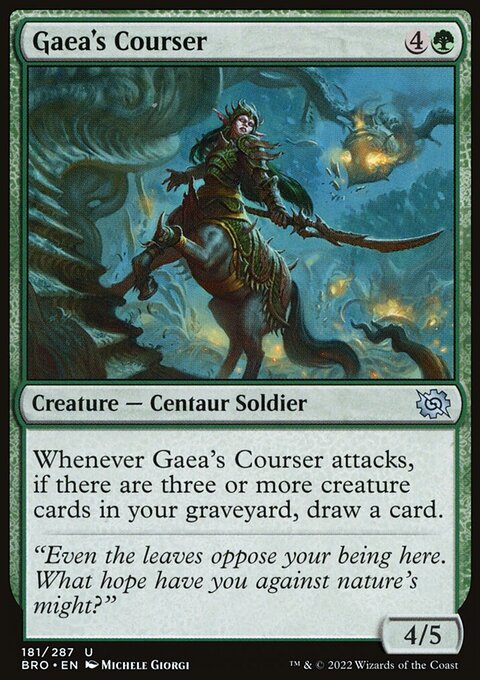 Gaea's Courser 4
Creature — Centaur Soldier
Whenever Gaea's Courser attacks,
if there are three or more creature
cards in your graveyard, draw a card.
“Even the leaves oppose your being here.
What hope have you against nature's
might?”
4/5
181/287 U
BRO • EN Michele Giorgi
™ & © 2022 Wizards of the Coast